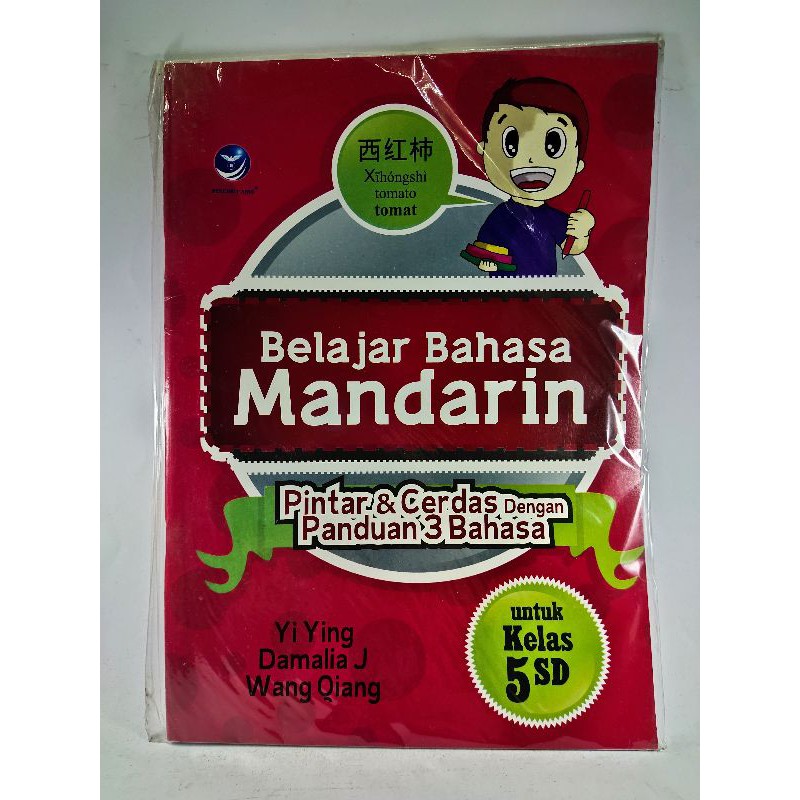 西红柿
Xīhóngshì
tomato
tomat
Belajar Bahasa
Mandarin
Pintar & Cerdas Dengan
Panduan 3 Bahasa
Yi Ying
Damalia J
Wang Qiang
untuk
Kelas
5 SD